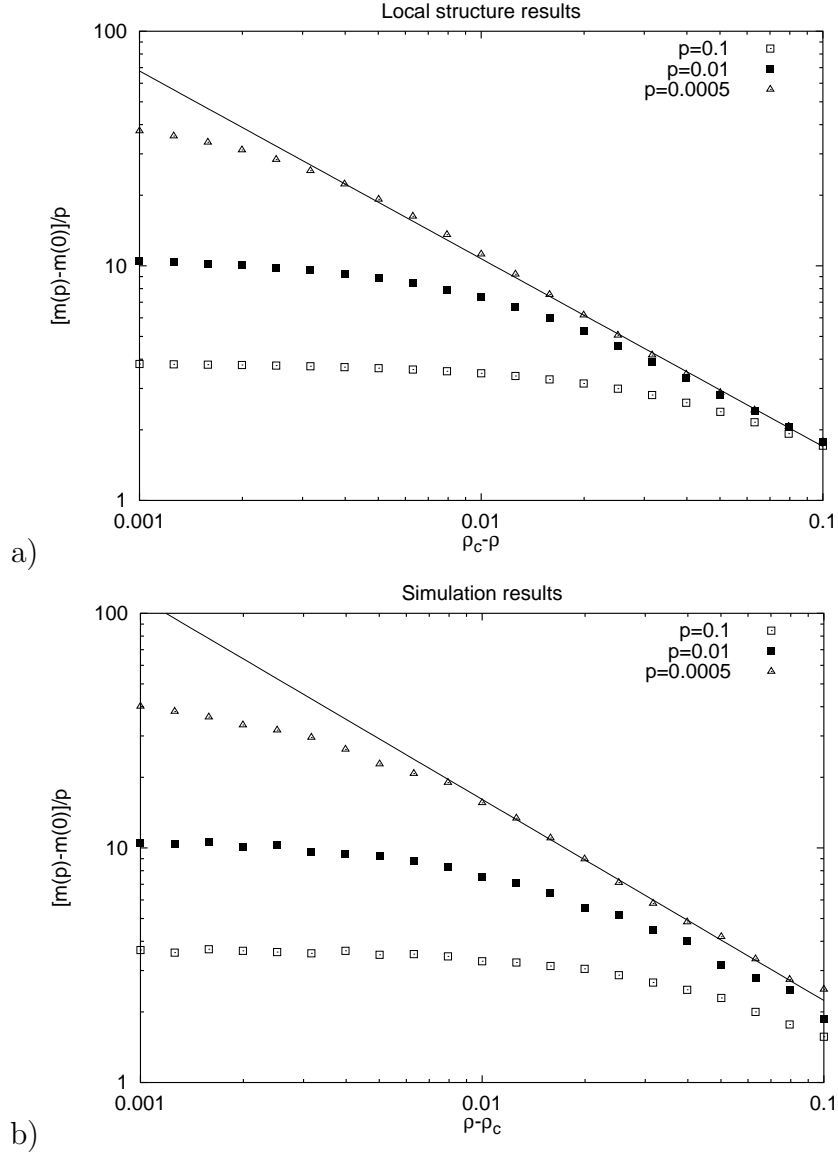 Local structure results
100
10
1
[m(p)-m(0)]/p
p=0.1
p=0.01
p=0.0005
0.001
0.01
0.1
ρc-ρ
a)
Simulation results
100
10
1
[m(p)-m(0)]/p
p=0.1
p=0.01
p=0.0005
0.001
0.01
0.1
ρ-ρc
b)